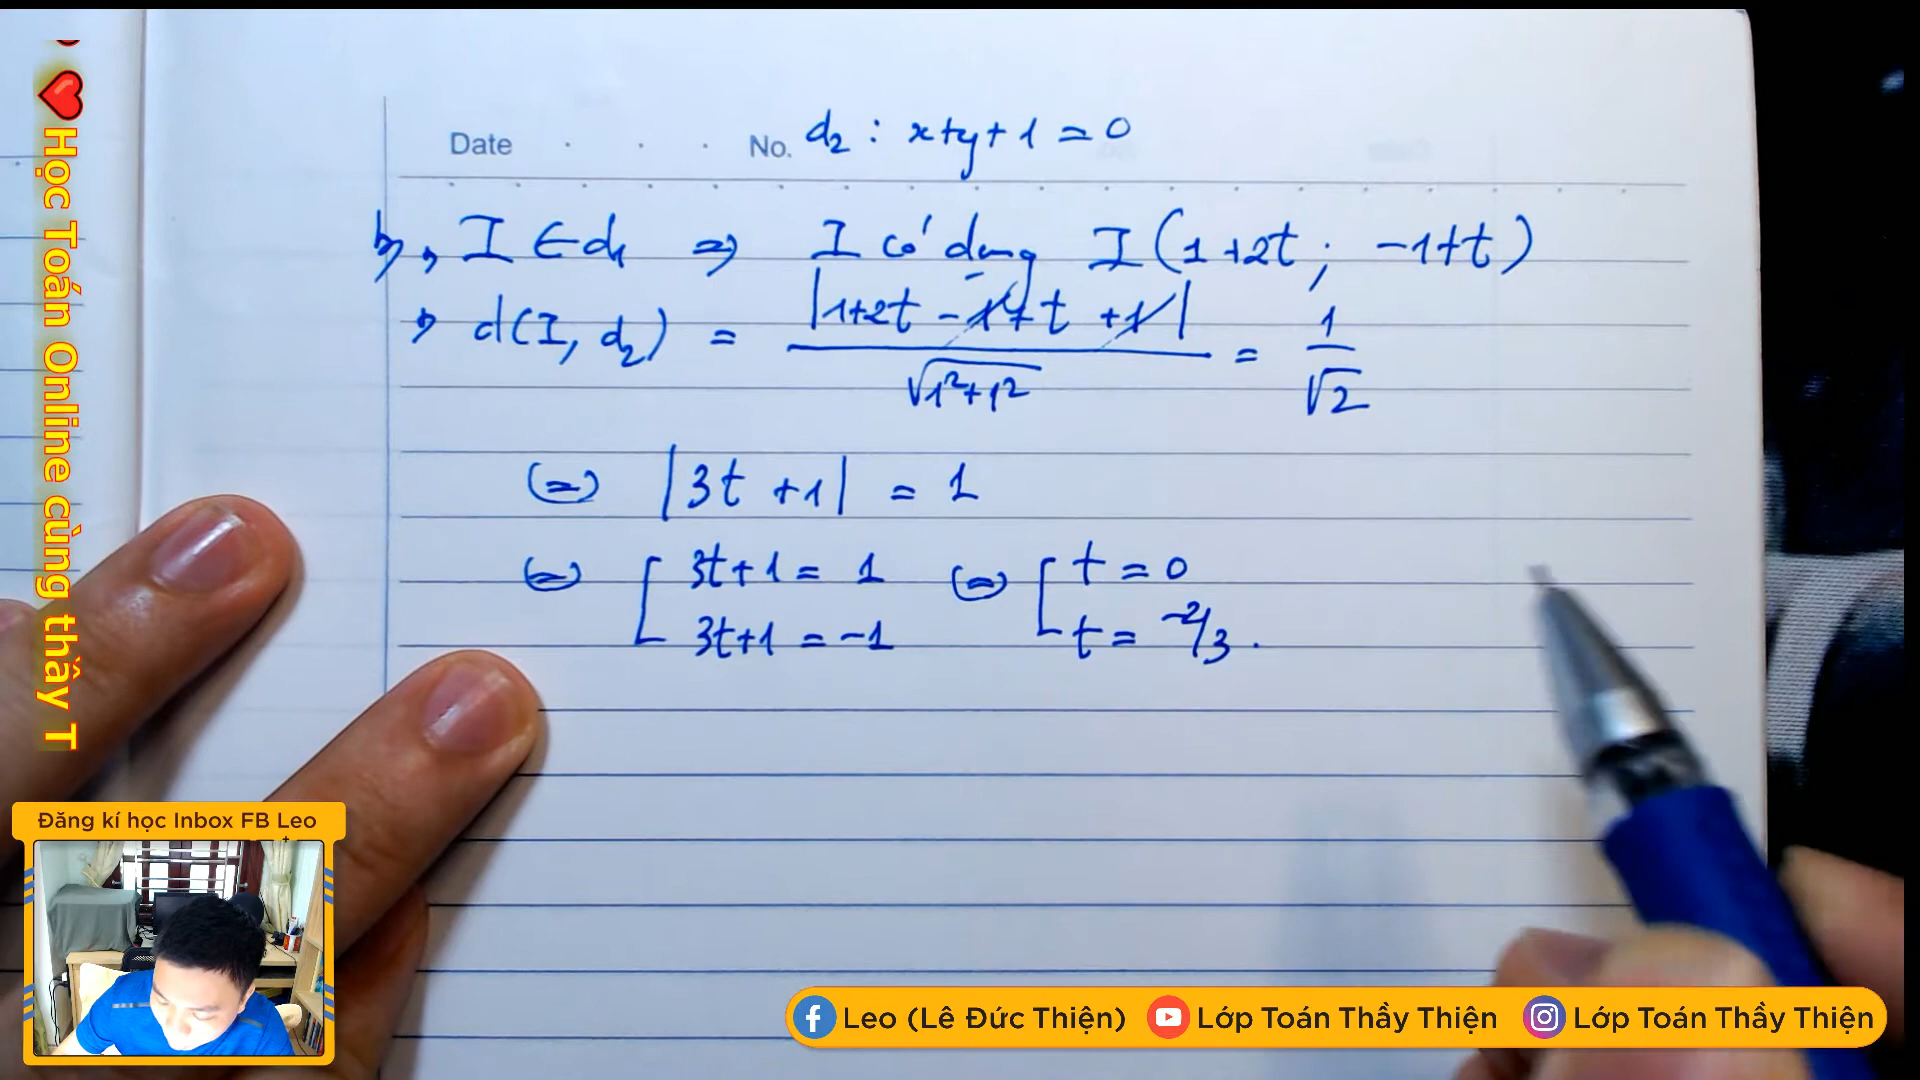 ❤Học Toán Online cùng thầy T
Date No. d₂ : x+y+1 = 0
b, I ∈ d₁ ⇒ I có dạng I(1+2t ; -1+t)
d(I, d₂) = |1+2t -1+t +1| / √1²+1² = 1/√2
⇔ |3t +1| = 1
⇔ [ 3t+1 = 1 ⇔ [ t = 0
3t+1 = -1 t = -2/3 .
Đăng kí học Inbox FB Leo
Leo (Lê Đức Thiện) Lớp Toán Thầy Thiện Lớp Toán Thầy Thiện